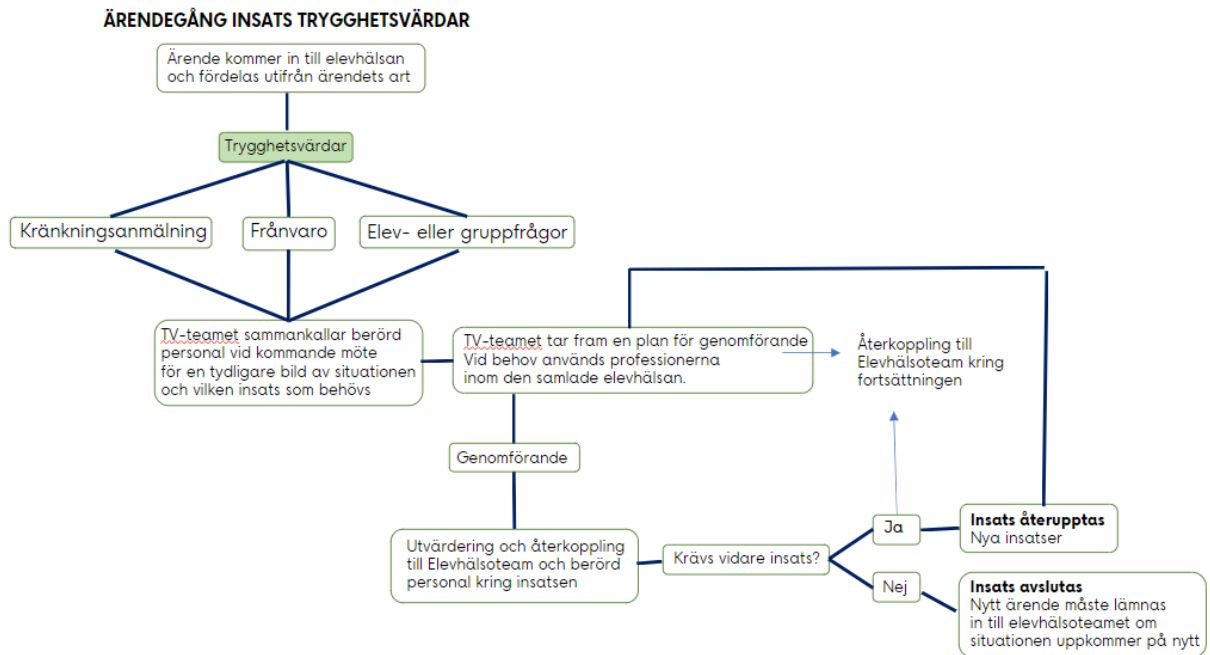 ÄRENDEGÅNG INSATS TRYGGHETSVÄRDAR
Ärende kommer in till elevhälsan
och fördelas utifrån ärendets art
Trygghetsvärdar
Kränkningsanmälning
Frånvaro
Elev- eller gruppfrågor
TV-teamet sammankallar berörd
personal vid kommande möte
för en tydligare bild av situationen
och vilken insats som behövs
TV-teamet tar fram en plan för genomförande
Vid behov används professionerna
inom den samlade elevhälsan.
Återkoppling till
Elevhälsoteam kring
fortsättningen
Genomförande
Utvärdering och återkoppling
till Elevhälsoteam och berörd
personal kring insatsen
Krävs vidare insats?
Ja
Insats återupptas
Nya insatser
Nej
Insats avslutas
Nytt ärende måste lämnas
in till elevhälsoteamet om
situationen uppkommer på nytt